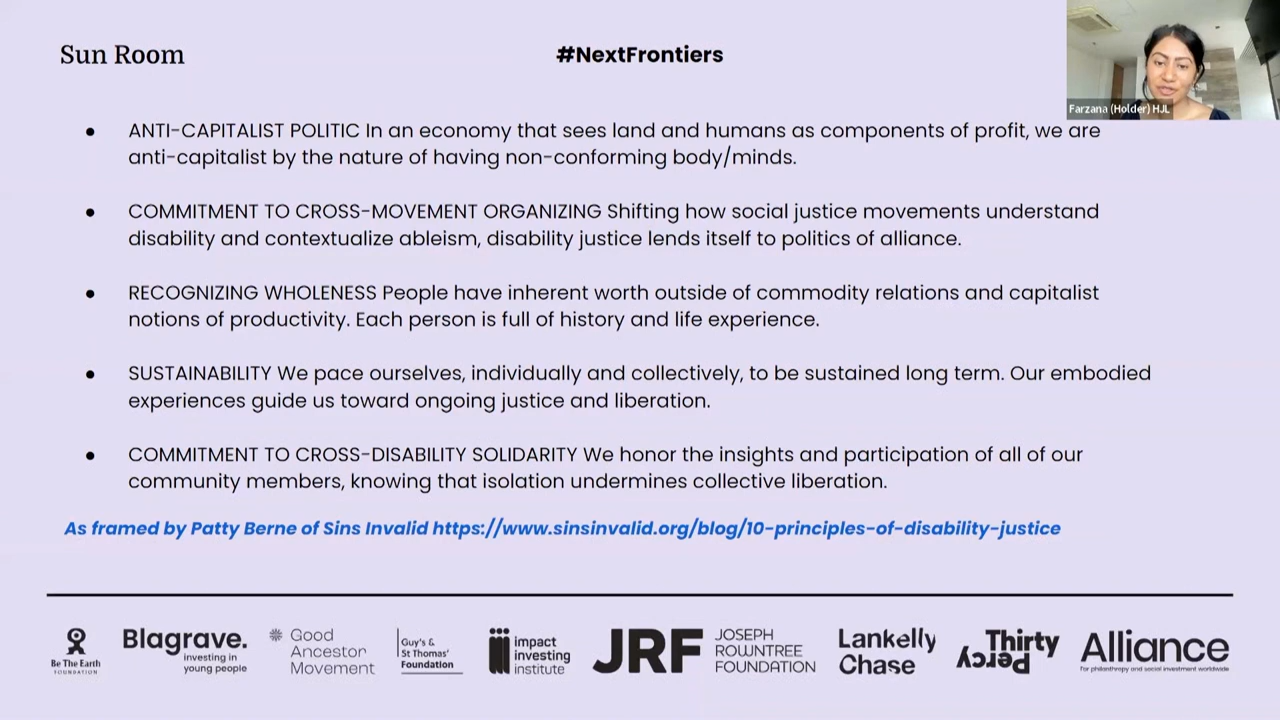 Sun Room
#NextFrontiers
Farzana (Holder) HJL
● ANTI-CAPITALIST POLITIC In an economy that sees land and humans as components of profit, we are
anti-capitalist by the nature of having non-conforming body/minds.
● COMMITMENT TO CROSS-MOVEMENT ORGANIZING Shifting how social justice movements understand
disability and contextualize ableism, disability justice lends itself to politics of alliance.
● RECOGNIZING WHOLENESS People have inherent worth outside of commodity relations and capitalist
notions of productivity. Each person is full of history and life experience.
● SUSTAINABILITY We pace ourselves, individually and collectively, to be sustained long term. Our embodied
experiences guide us toward ongoing justice and liberation.
● COMMITMENT TO CROSS-DISABILITY SOLIDARITY We honor the insights and participation of all of our
community members, knowing that isolation undermines collective liberation.
As framed by Patty Berne of Sins Invalid https://www.sinsinvalid.org/blog/10-principles-of-disability-justice
Be The Earth
FOUNDATION
Blagrave.
investing in
young people
Good
Ancestor
Movement
Guy's &
St Thomas'
Foundation
impact
investing
institute
JRF
JOSEPH
ROWNTREE
FOUNDATION
Lankelly
Chase
Thirty
Percy
Alliance
For philanthropy and social investment worldwide